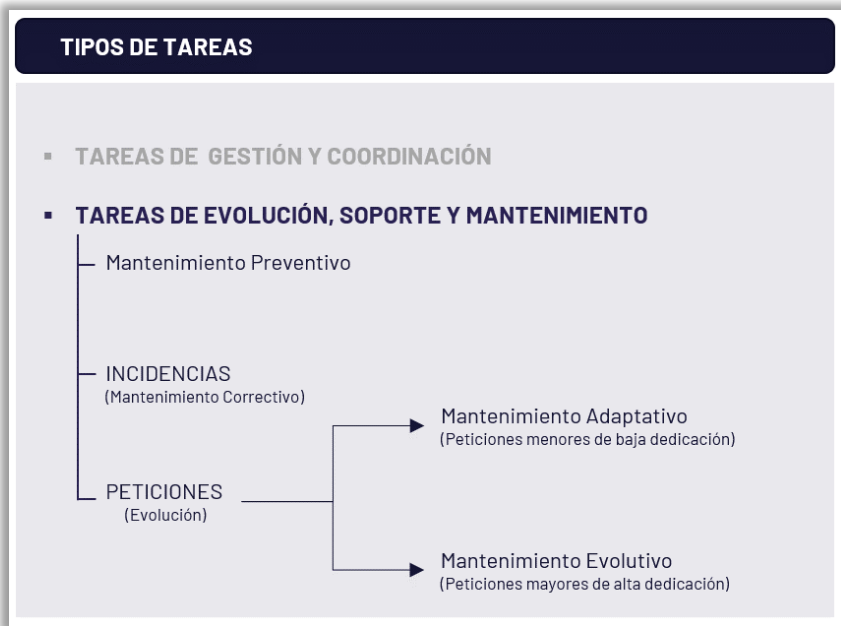 TIPOS DE TAREAS
▪ TAREAS DE GESTIÓN Y COORDINACIÓN
▪ TAREAS DE EVOLUCIÓN, SOPORTE Y MANTENIMIENTO
Mantenimiento Preventivo
INCIDENCIAS
(Mantenimiento Correctivo)
Mantenimiento Adaptativo
(Peticiones menores de baja dedicación)
PETICIONES
(Evolución)
Mantenimiento Evolutivo
(Peticiones mayores de alta dedicación)